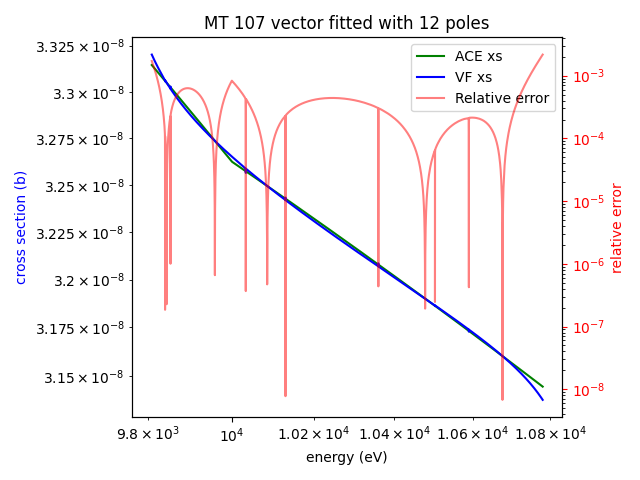 MT 107 vector fitted with 12 poles
ACE xs
VF xs
Relative error
cross section (b)
3.325 × 10⁻⁸
3.3 × 10⁻⁸
3.275 × 10⁻⁸
3.25 × 10⁻⁸
3.225 × 10⁻⁸
3.2 × 10⁻⁸
3.175 × 10⁻⁸
3.15 × 10⁻⁸
10⁻³
10⁻⁴
10⁻⁵
10⁻⁶
10⁻⁷
10⁻⁸
relative error
9.8 × 10³ 10⁴ 1.02 × 10⁴ 1.04 × 10⁴ 1.06 × 10⁴ 1.08 × 10⁴
energy (eV)